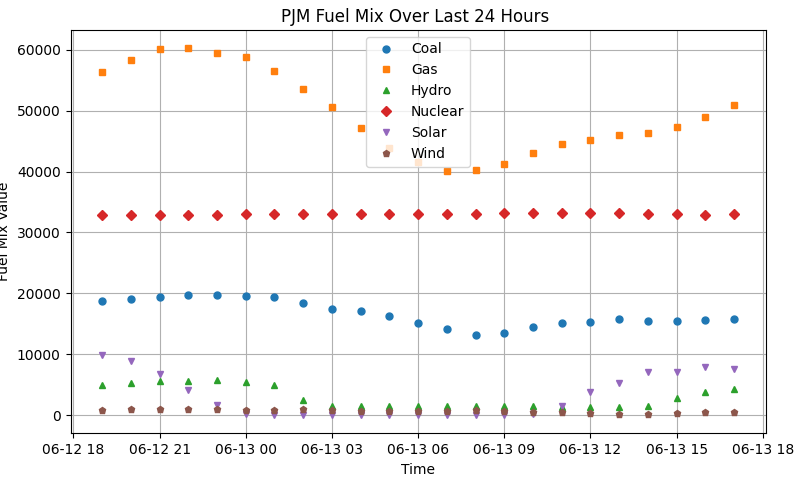 PJM Fuel Mix Over Last 24 Hours
Fuel Mix Value
60000
50000
40000
30000
20000
10000
0
Coal
Gas
Hydro
Nuclear
Solar
Wind
06-12 18 06-12 21 06-13 00 06-13 03 06-13 06 06-13 09 06-13 12 06-13 15 06-13 18
Time